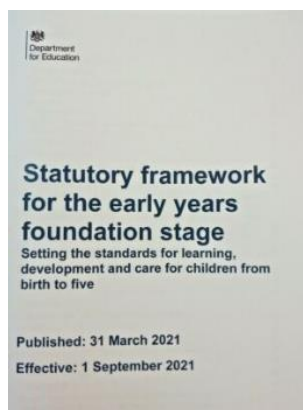 Department
for Education
Statutory framework
for the early years
foundation stage
Setting the standards for learning,
development and care for children from
birth to five
Published: 31 March 2021
Effective: 1 September 2021